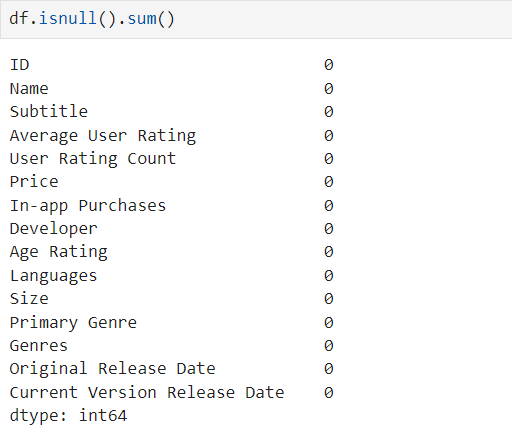 df.isnull().sum()
ID 0
Name 0
Subtitle 0
Average User Rating 0
User Rating Count 0
Price 0
In-app Purchases 0
Developer 0
Age Rating 0
Languages 0
Size 0
Primary Genre 0
Genres 0
Original Release Date 0
Current Version Release Date 0
dtype: int64